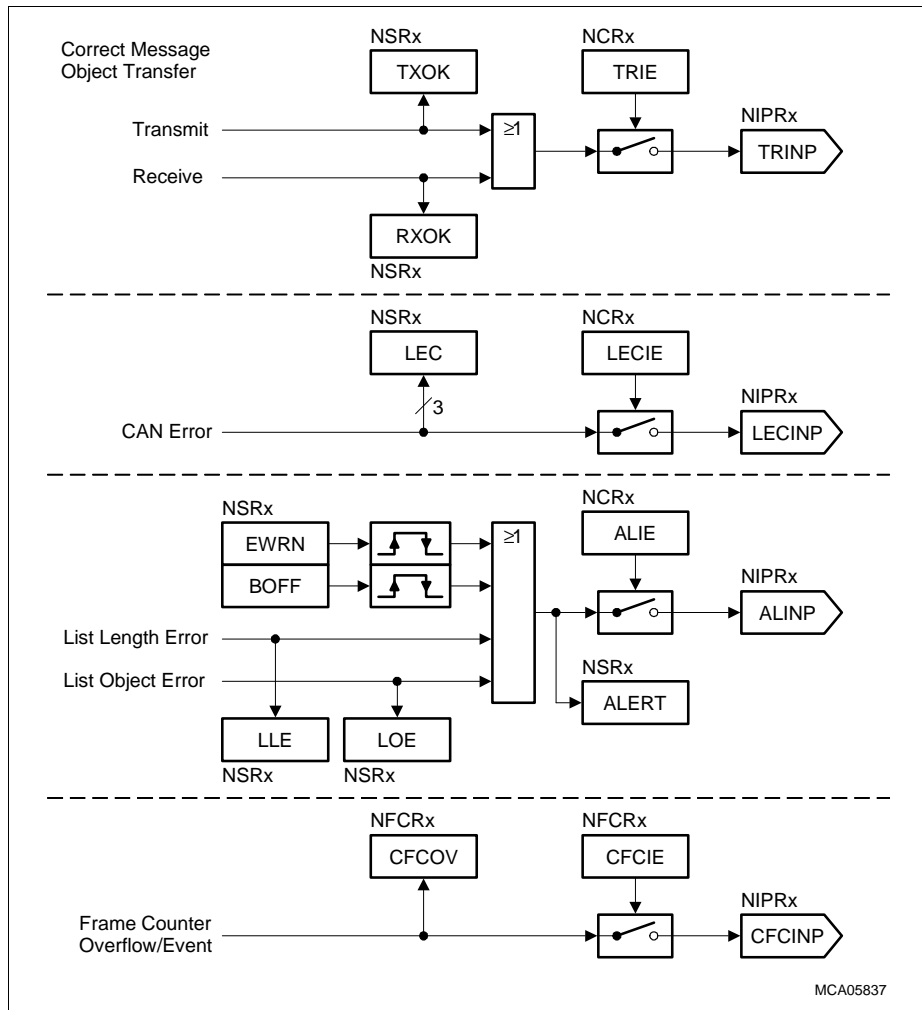 Correct Message
Object Transfer
NSRx
NCRx
TXOK
TRIE
NIPRx
Transmit
≥1
TRINP
Receive
RXOK
NSRx
NSRx
NCRx
LEC
LECIE
NIPRx
3
CAN Error
LECINP
NSRx
NCRx
EWRN
≥1
ALIE
BOFF
NIPRx
ALINP
List Length Error
NSRx
List Object Error
ALERT
LLE
LOE
NSRx
NSRx
NFCRx
NFCRx
CFCOV
CFCIE
NIPRx
Frame Counter
Overflow/Event
CFCINP
MCA05837